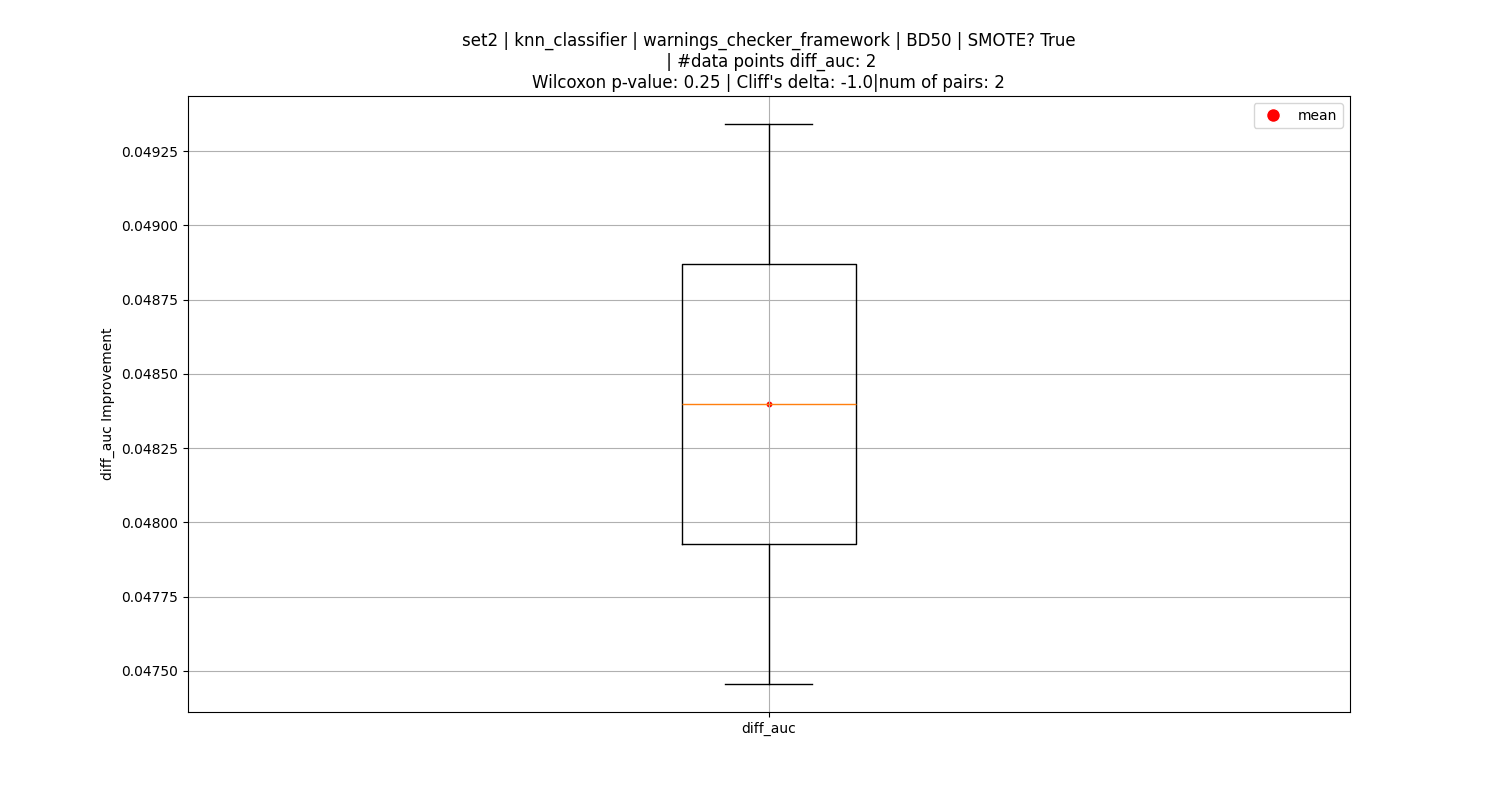 set2 | knn_classifier | warnings_checker_framework | BD50 | SMOTE? True
| #data points diff_auc: 2
Wilcoxon p-value: 0.25 | Cliff's delta: -1.0|num of pairs: 2
mean
0.04925
0.04900
0.04875
0.04850
0.04825
0.04800
0.04775
0.04750
diff_auc Improvement
diff_auc